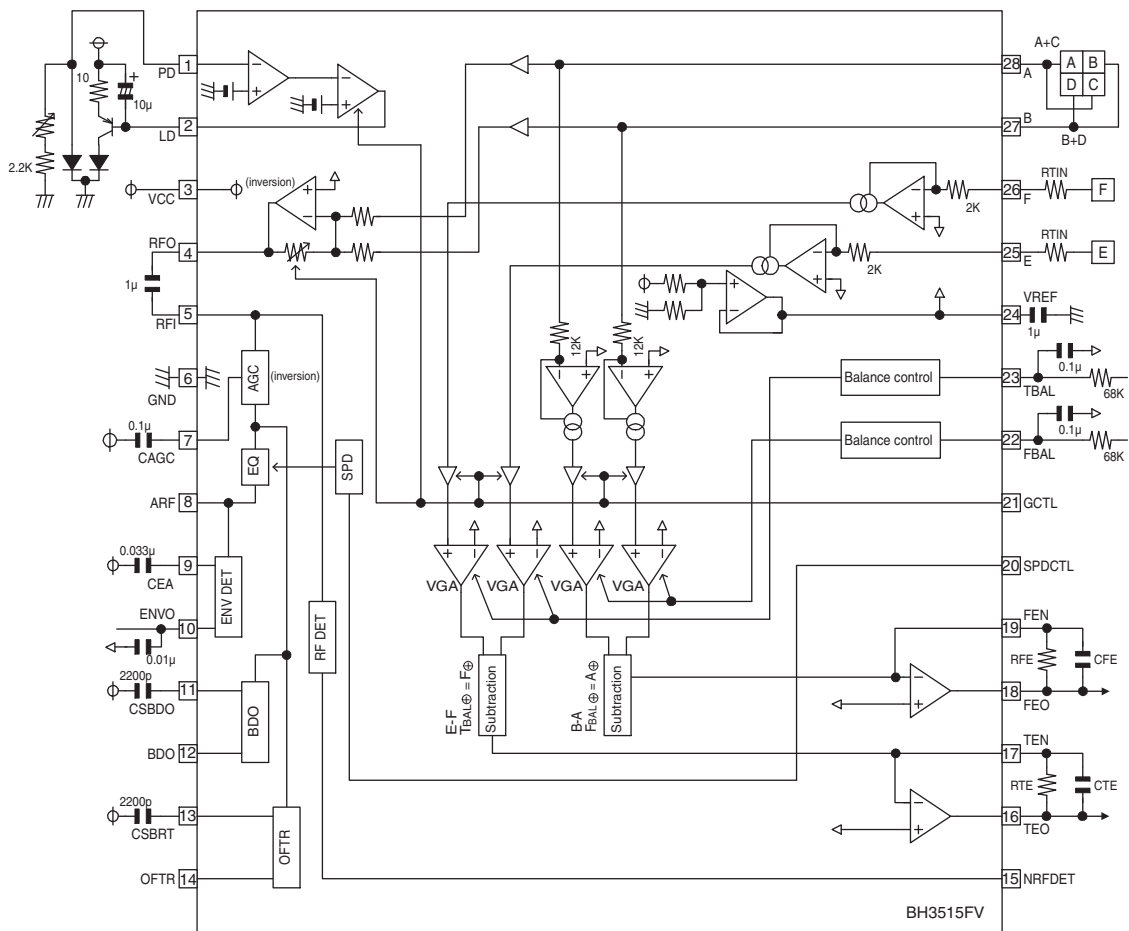 A+C
1
PD
28
A
A B
D C
10
10µ
2
LD
27
B
B+D
2.2K
3
VCC
(inversion)
26
F
RTIN
F
2K
RFO
4
25
E
RTIN
E
2K
1µ
5
RFI
24
VREF
1µ
12K
12K
6
GND
AGC
(inversion)
Balance control
23
TBAL
0.1µ
68K
0.1µ
7
CAGC
Balance control
22
FBAL
0.1µ
68K
EQ
SPD
ARF
8
21
GCTL
0.033µ
9
CEA
20
SPDCTL
VGA
VGA
VGA
VGA
ENV DET
ENVO
10
0.01µ
RF DET
FEN
19
RFE
CFE
2200p
11
CSBDO
BDO
E-F
TBAL⊕ = F⊕
Subtraction
B-A
FBAL⊕ = A⊕
Subtraction
18
FEO
BDO
12
TEN
17
RTE
CTE
2200p
13
CSBRT
OFTR
16
TEO
OFTR
14
15
NRFDET
BH3515FV